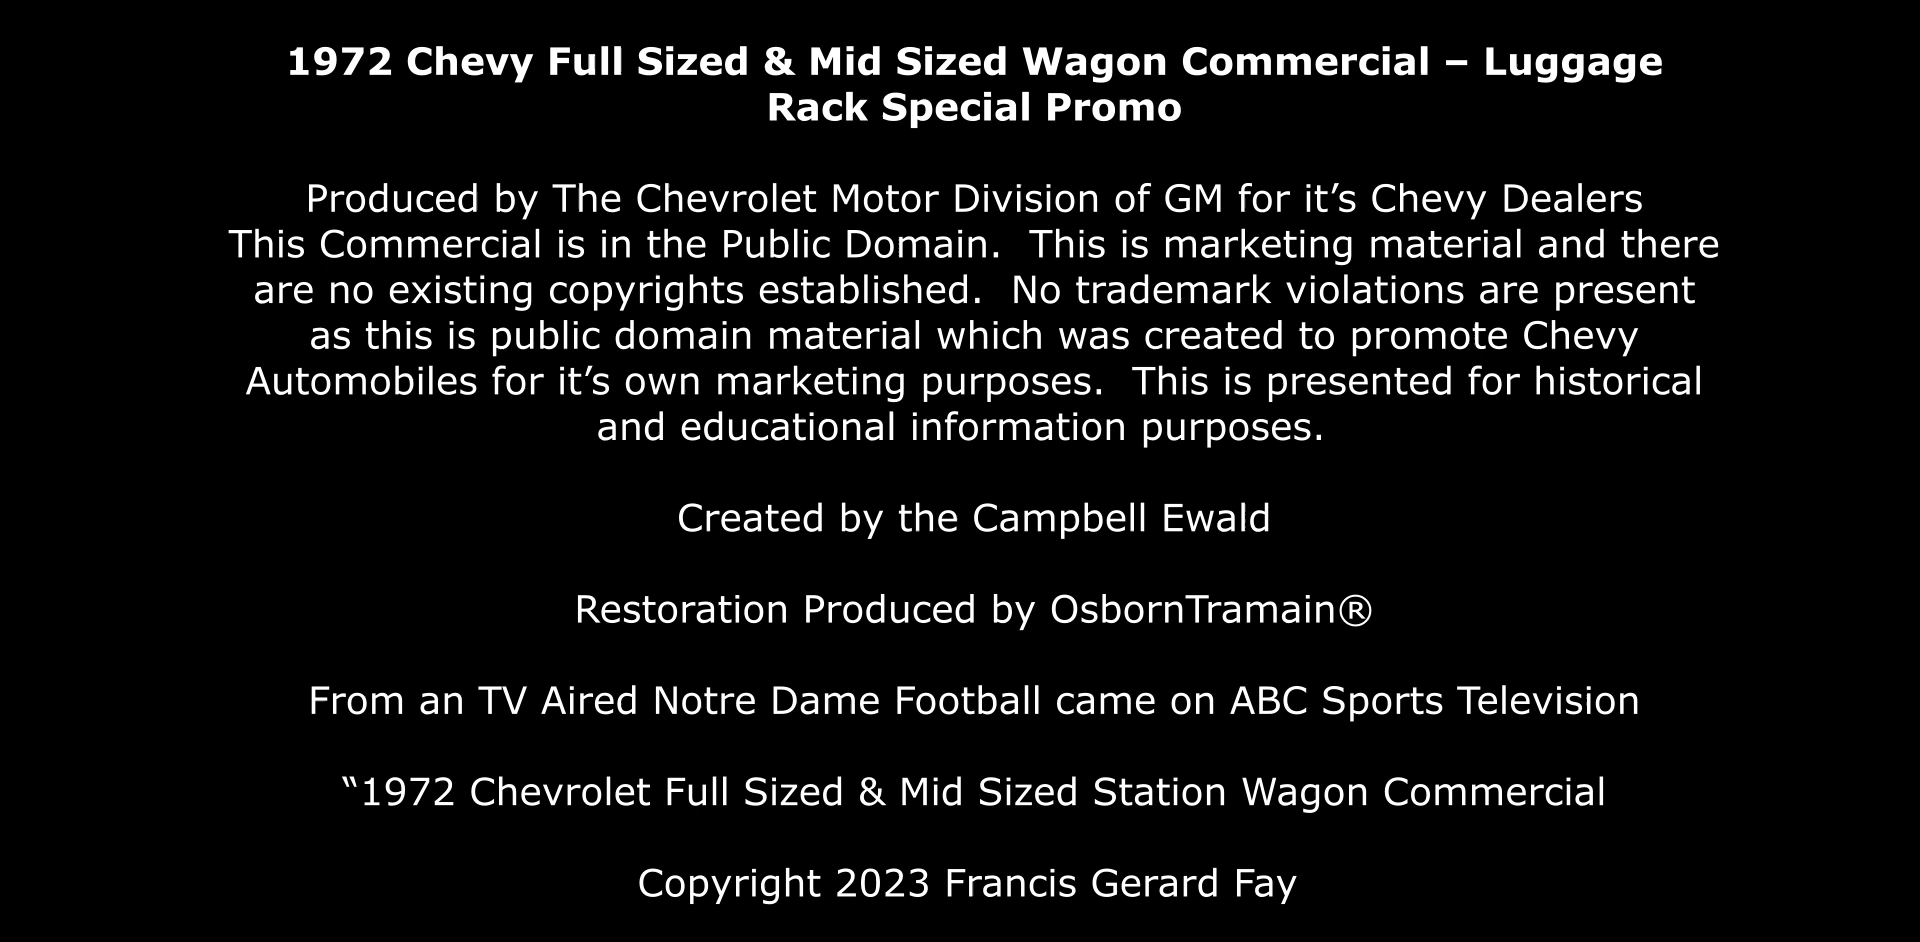 1972 Chevy Full Sized & Mid Sized Wagon Commercial – Luggage
Rack Special Promo
Produced by The Chevrolet Motor Division of GM for it’s Chevy Dealers
This Commercial is in the Public Domain.  This is marketing material and there
are no existing copyrights established.  No trademark violations are present
as this is public domain material which was created to promote Chevy
Automobiles for it’s own marketing purposes.  This is presented for historical
and educational information purposes.
Created by the Campbell Ewald
Restoration Produced by OsbornTramain®
From an TV Aired Notre Dame Football came on ABC Sports Television
“1972 Chevrolet Full Sized & Mid Sized Station Wagon Commercial
Copyright 2023 Francis Gerard Fay